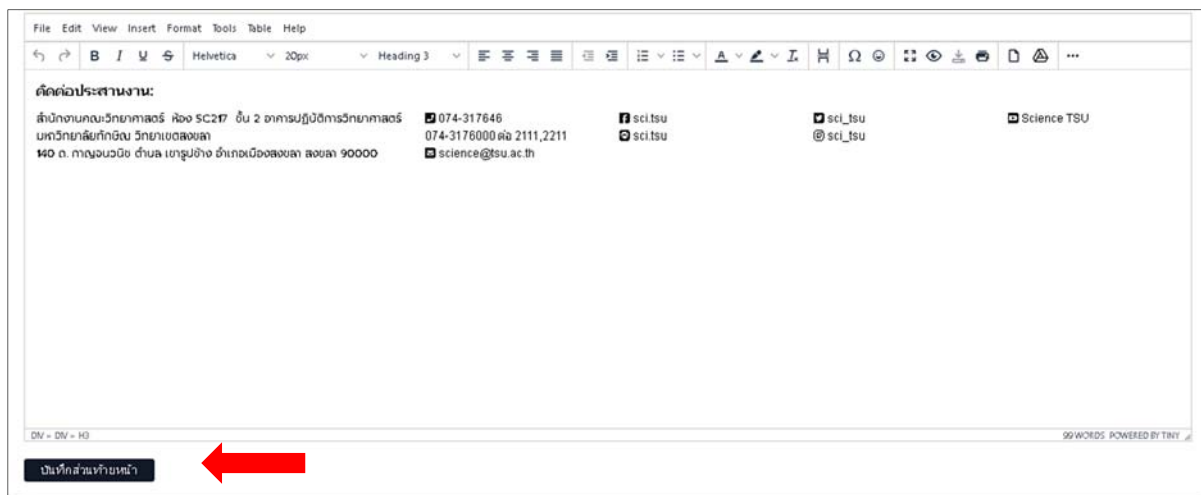 File Edit View Insert Format Tools Table Help
B I U S Helvetica 20px Heading 3
ติดต่อประสานงาน:
สำนักงานคณะวิทยาศาสตร์ ห้อง SC217 ชั้น 2 อาคารปฏิบัติการวิทยาศาสตร์
มหาวิทยาลัยทักษิณ วิทยาเขตสงขลา
140 ถ. กาญจนวนิช ตำบล เขารูปช้าง อำเภอเมืองสงขลา สงขลา 90000
074-317646
074-3176000 ต่อ 2111,2211
science@tsu.ac.th
sci.tsu
sci.tsu
sci_tsu
sci_tsu
Science TSU
DIV » DIV » H3
99 WORDS POWERED BY TINY
บันทึกส่วนท้ายหน้า